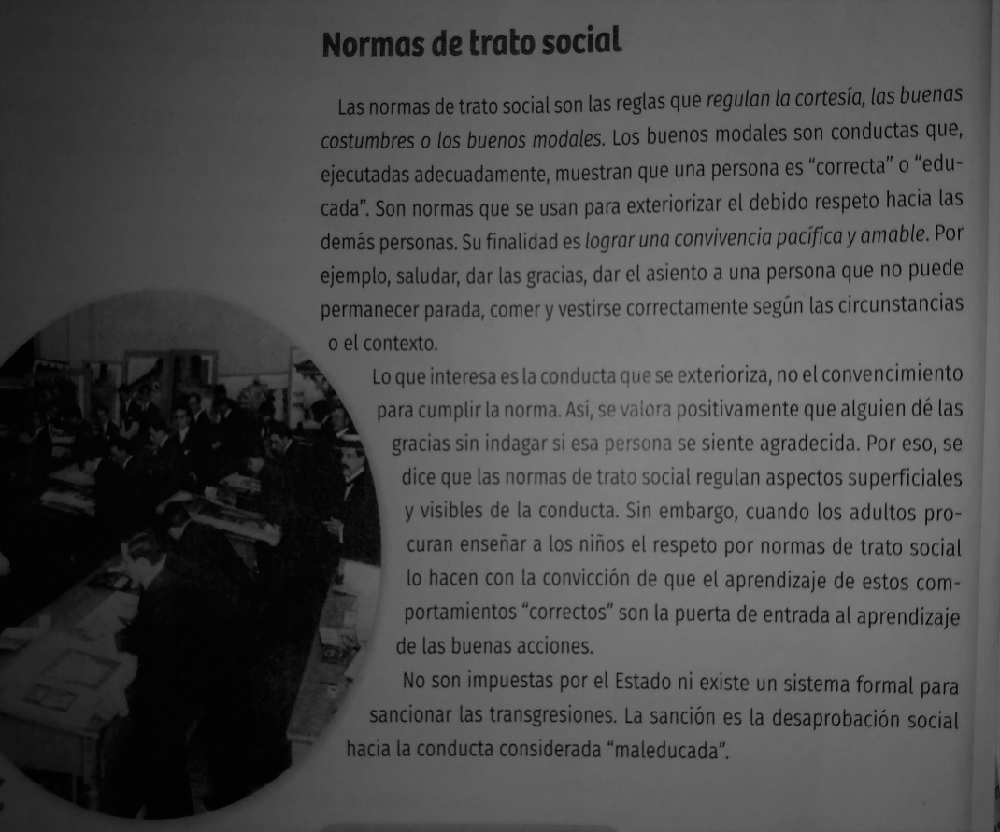 Normas de trato social
Las normas de trato social son las reglas que regulan la cortesía, las buenas
costumbres o los buenos modales. Los buenos modales son conductas que,
ejecutadas adecuadamente, muestran que una persona es “correcta” o “edu-
cada”. Son normas que se usan para exteriorizar el debido respeto hacia las
demás personas. Su finalidad es lograr una convivencia pacífica y amable. Por
ejemplo, saludar, dar las gracias, dar el asiento a una persona que no puede
permanecer parada, comer y vestirse correctamente según las circunstancias
o el contexto.
Lo que interesa es la conducta que se exterioriza, no el convencimiento
para cumplir la norma. Así, se valora positivamente que alguien dé las
gracias sin indagar si esa persona se siente agradecida. Por eso, se
dice que las normas de trato social regulan aspectos superficiales
y visibles de la conducta. Sin embargo, cuando los adultos pro-
curan enseñar a los niños el respeto por normas de trato social
lo hacen con la convicción de que el aprendizaje de estos com-
portamientos “correctos” son la puerta de entrada al aprendizaje
de las buenas acciones.
No son impuestas por el Estado ni existe un sistema formal para
sancionar las transgresiones. La sanción es la desaprobación social
hacia la conducta considerada “maleducada”.